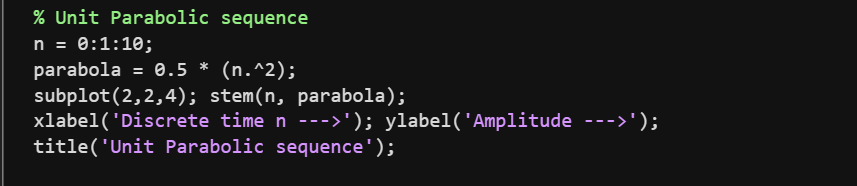 % Unit Parabolic sequence
n = 0:1:10;
parabola = 0.5 * (n.^2);
subplot(2,2,4); stem(n, parabola);
xlabel('Discrete time n --->'); ylabel('Amplitude --->');
title('Unit Parabolic sequence');